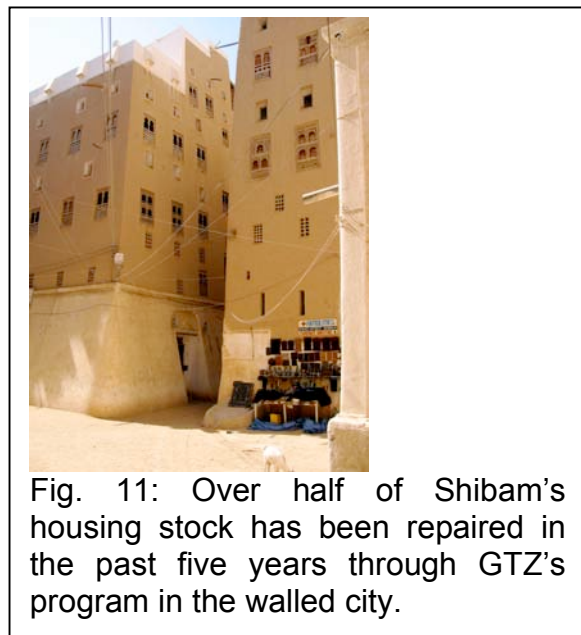 Fig. 11: Over half of Shibam’s
housing stock has been repaired in
the past five years through GTZ’s
program in the walled city.